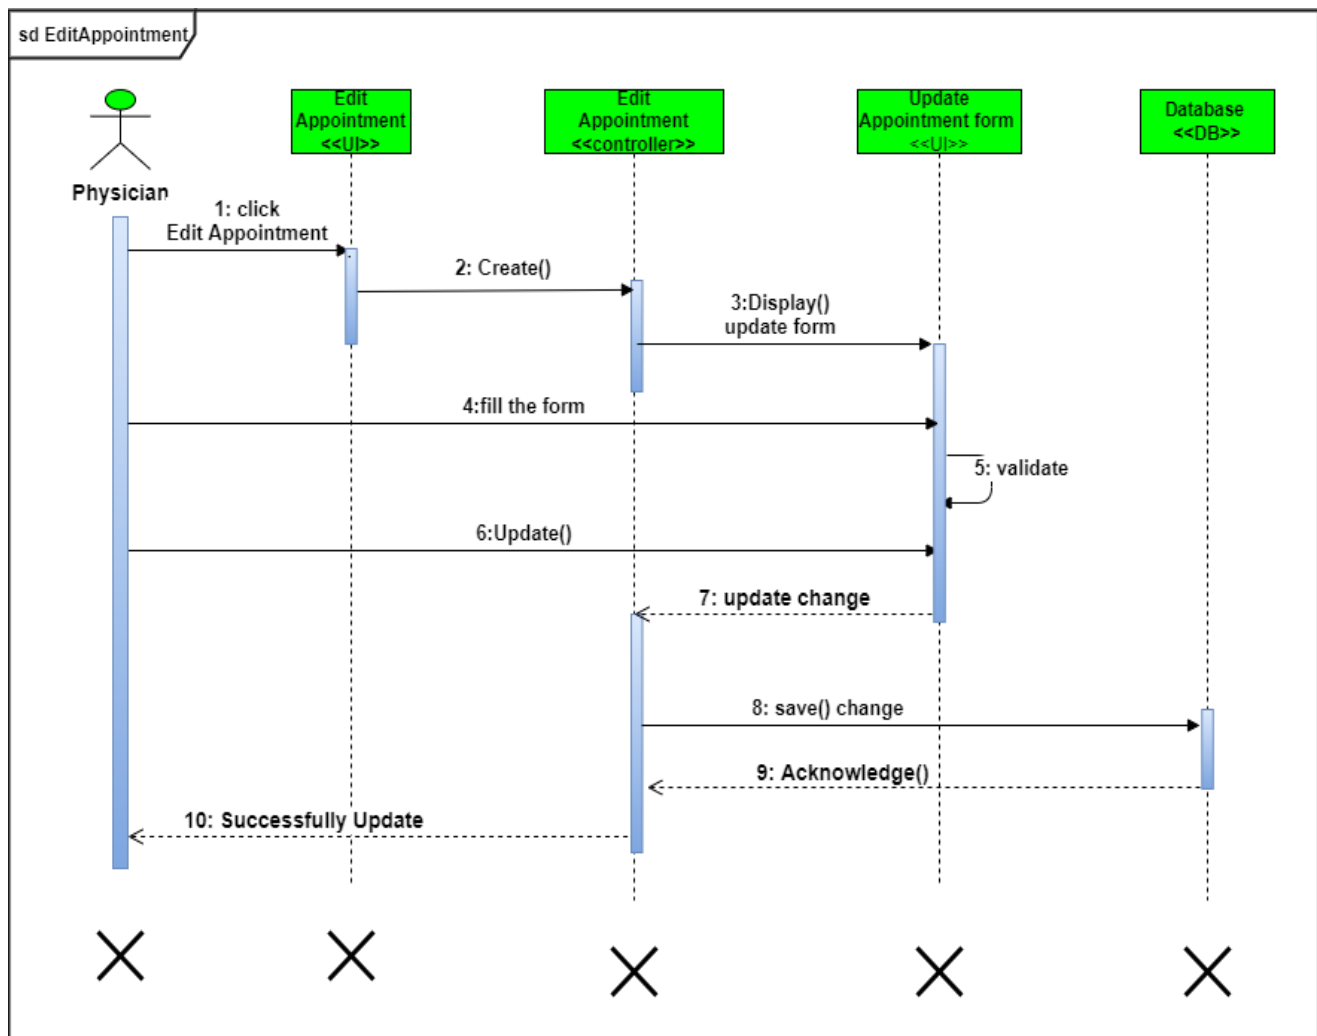 sd EditAppointment
Edit
Appointment
<<UI>>
Edit
Appointment
<<controller>>
Update
Appointment form
<<UI>>
Database
<<DB>>
Physician
1: click
Edit Appointment
2: Create()
3:Display()
update form
4:fill the form
5: validate
6:Update()
7: update change
8: save() change
9: Acknowledge()
10: Successfully Update